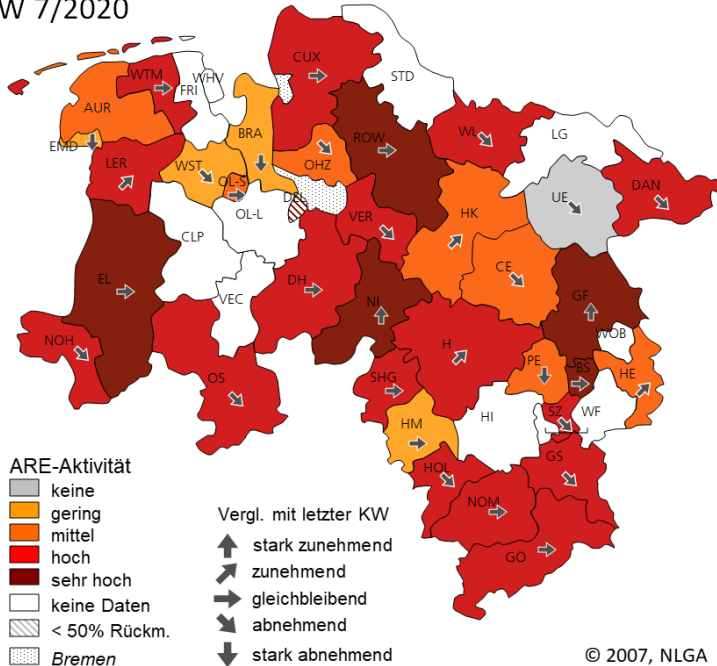 W 7/2020
CUX
WTM
WHV
FRI
STD
AUR
BRA
ROW
WL
LG
EMD
LER
WST
OHZ
OL-S
DEL
UE
DAN
OL-L
VER
HK
CLP
CE
EL
DH
NI
GF
VEC
WOB
NOH
H
PE
BS
HE
OS
SHG
SZ
WF
HM
HI
HOL
GS
NOM
GÖ
ARE-Aktivität
keine
gering
mittel
hoch
sehr hoch
keine Daten
< 50% Rückm.
Bremen
Vergl. mit letzter KW
stark zunehmend
zunehmend
gleichbleibend
abnehmend
stark abnehmend
© 2007, NLGA